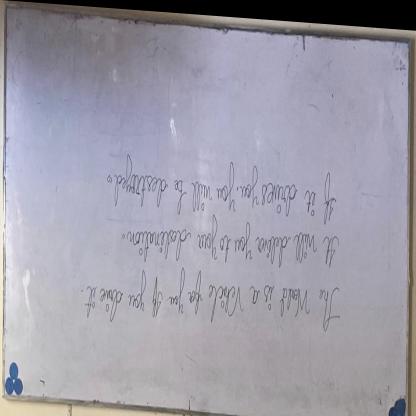 The World is a Vehicle for you If you drive it.
It will deliver you to your destenation.
If it drives you. you will be destroyed.